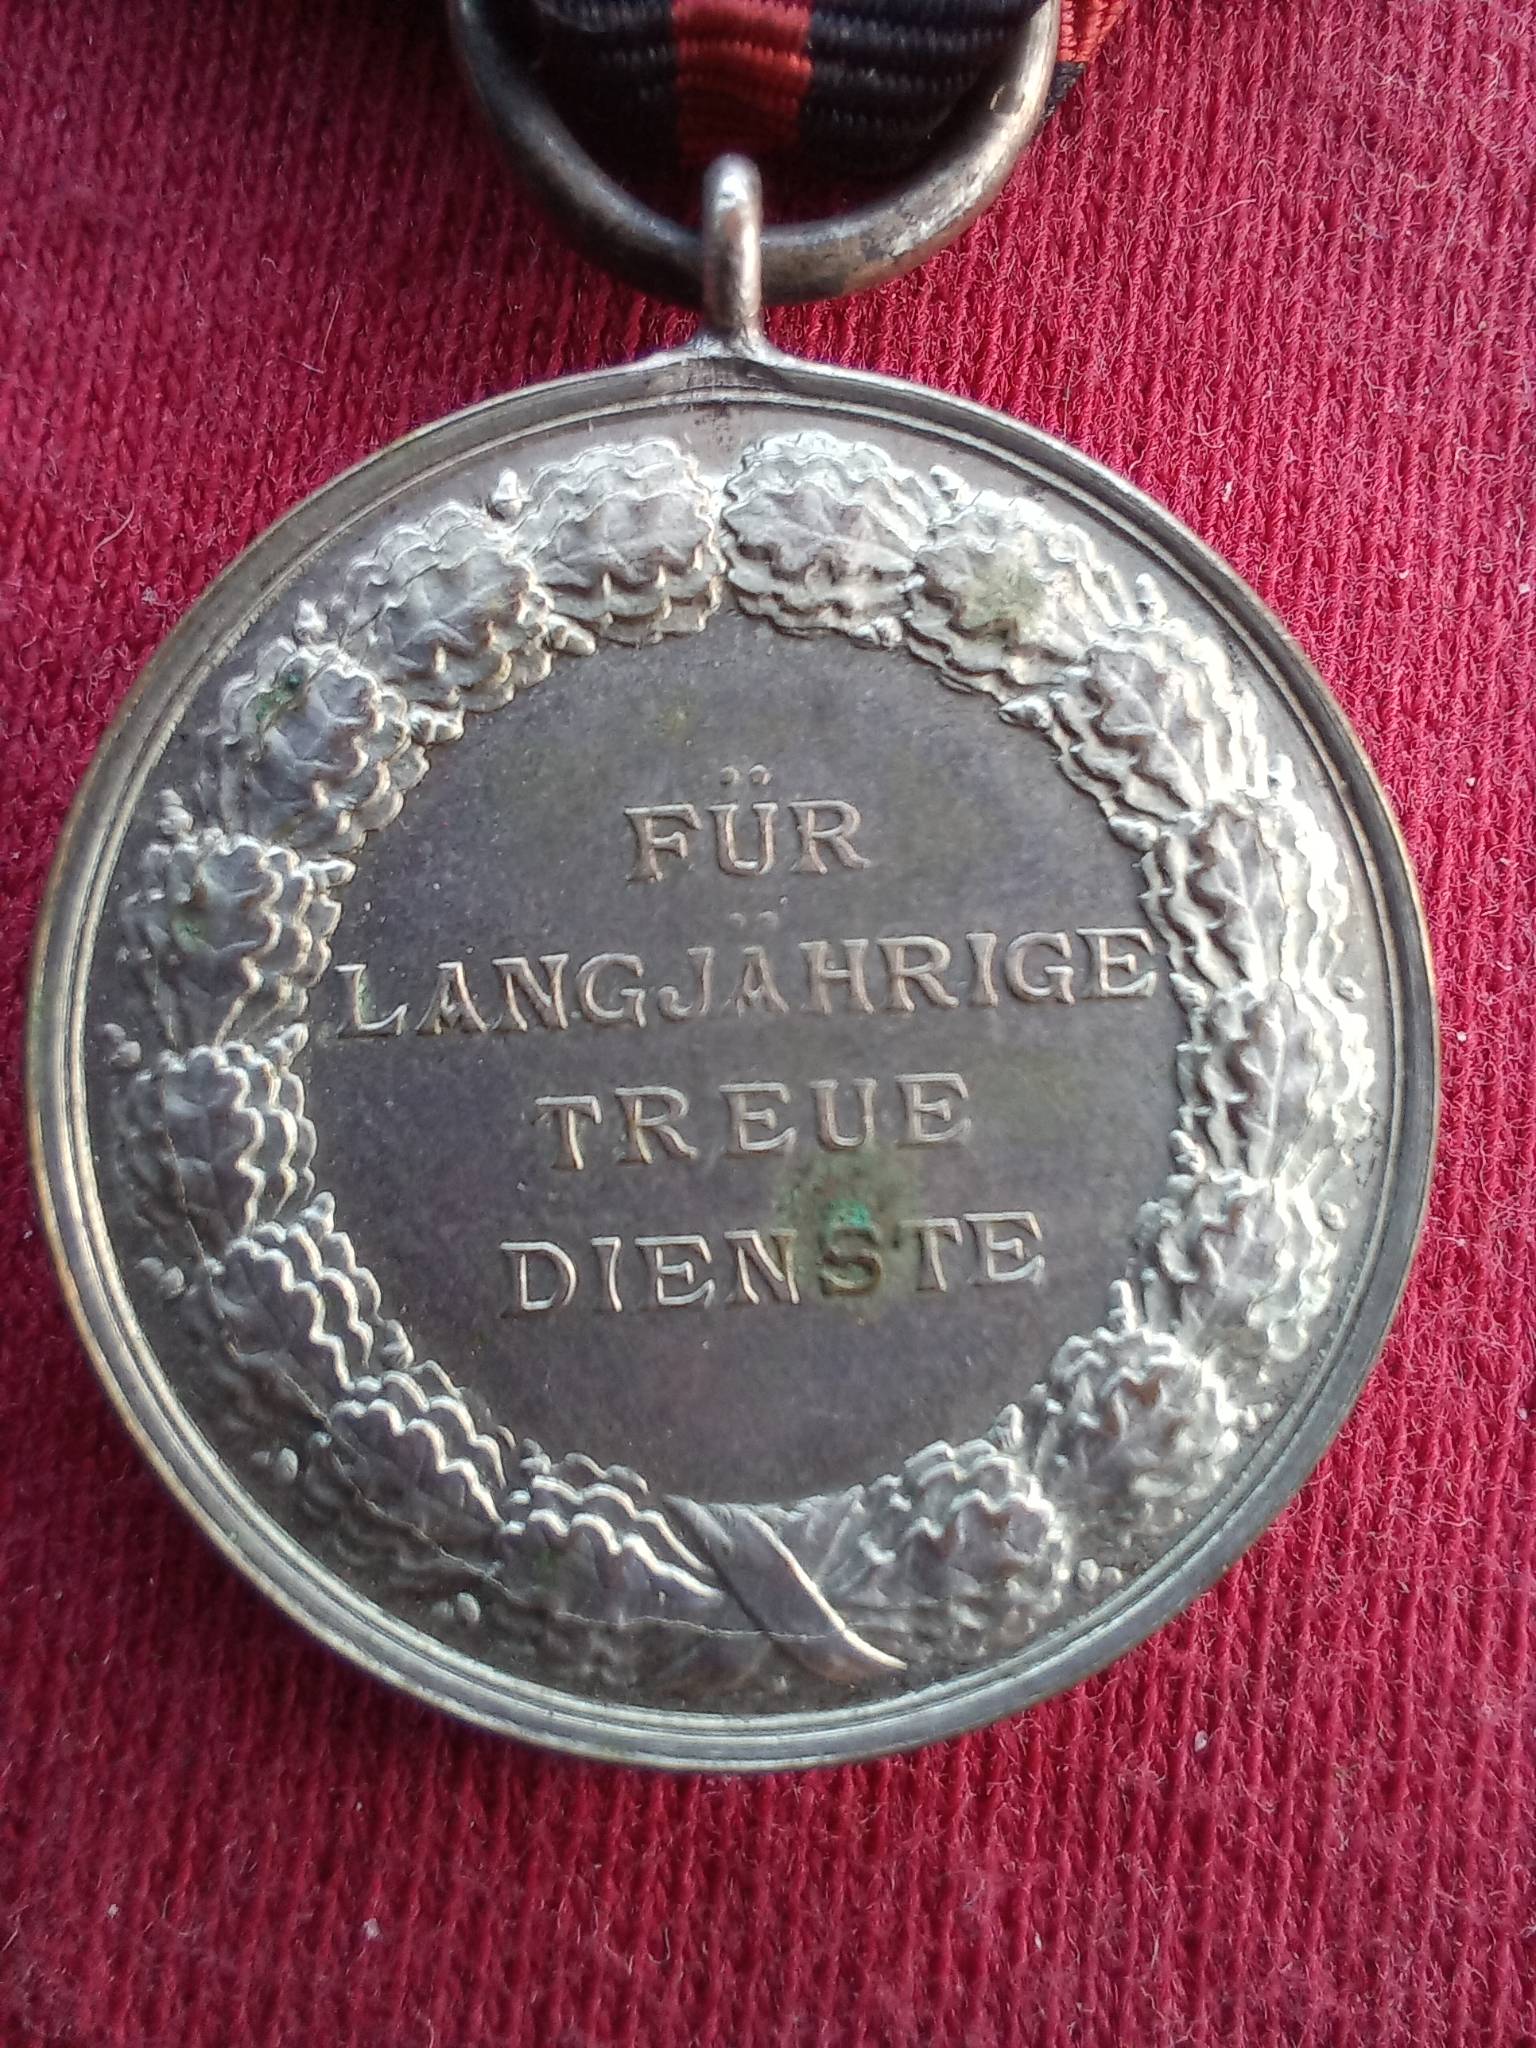 FÜR
LANGJÄHRIGE
TREUE
DIENSTE